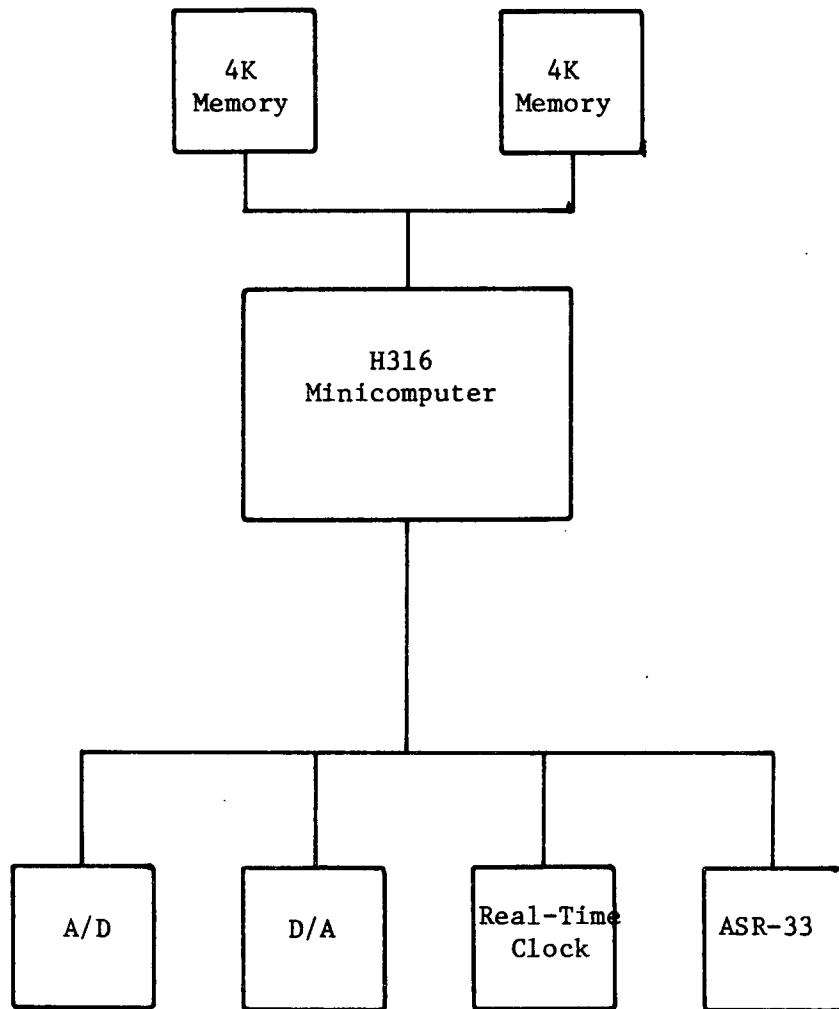 4K
Memory
4K
Memory
H316
Minicomputer
A/D
D/A
Real-Time
Clock
ASR-33